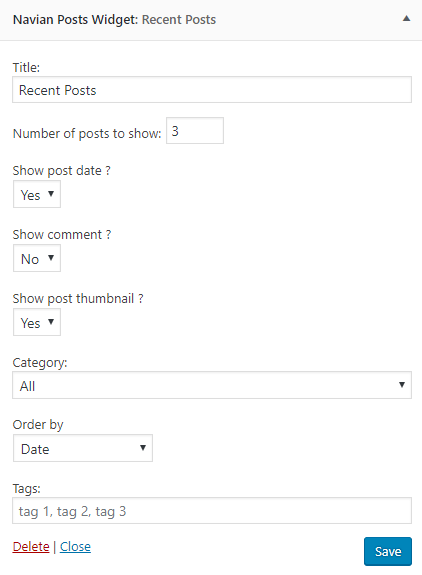 Navian Posts Widget: Recent Posts
Title:
Recent Posts
Number of posts to show: 3
Show post date ?
Yes
Show comment ?
No
Show post thumbnail ?
Yes
Category:
All
Order by
Date
Tags:
tag 1, tag 2, tag 3
Delete | Close Save